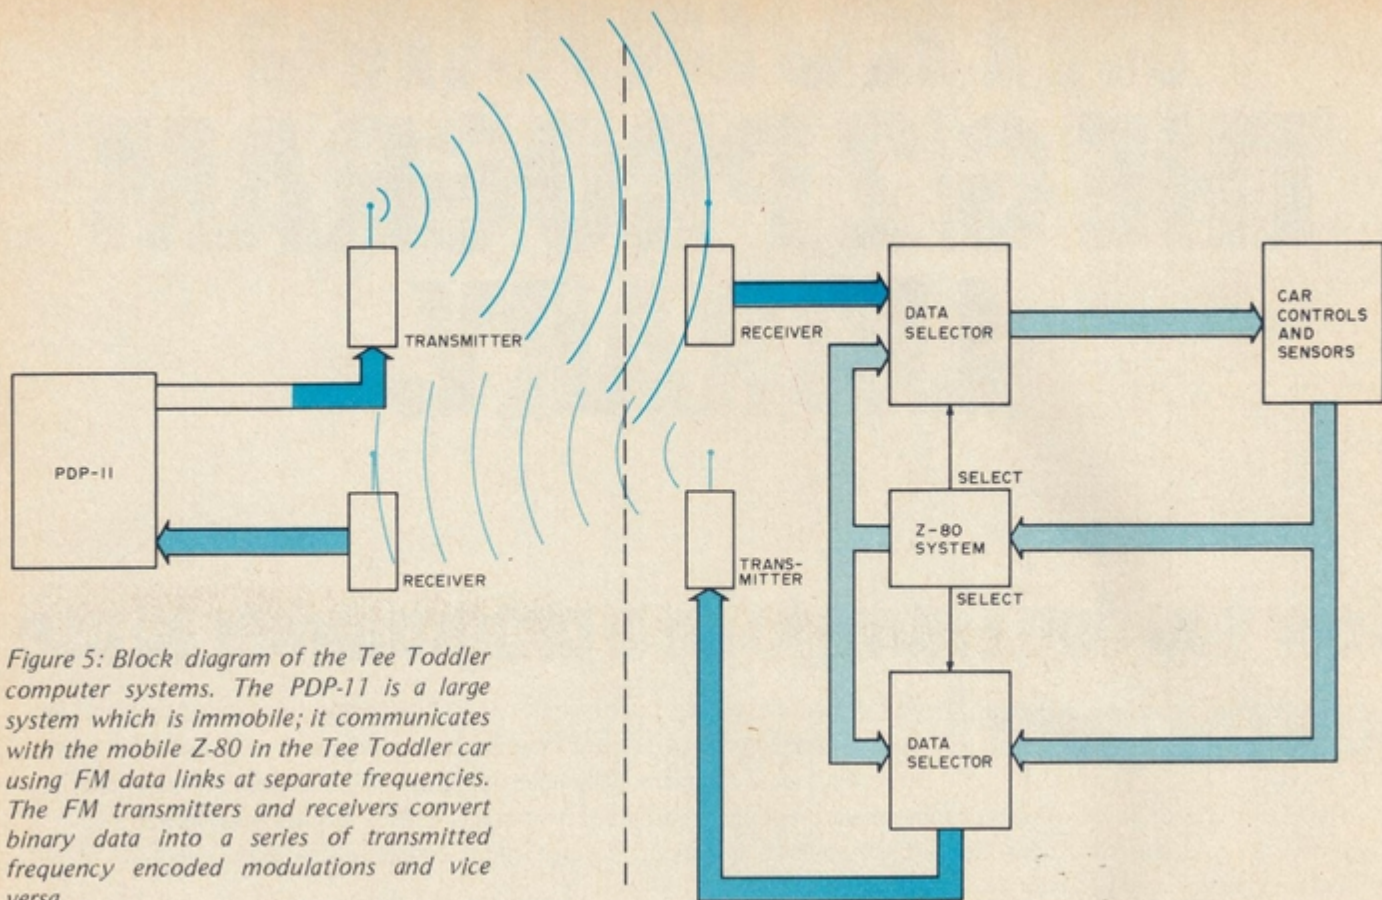 TRANSMITTER
RECEIVER
DATA
SELECTOR
CAR
CONTROLS
AND
SENSORS
PDP-11
SELECT
Z-80
SYSTEM
RECEIVER
TRANS-
MITTER
SELECT
DATA
SELECTOR
Figure 5: Block diagram of the Tee Toddler
computer systems. The PDP-11 is a large
system which is immobile; it communicates
with the mobile Z-80 in the Tee Toddler car
using FM data links at separate frequencies.
The FM transmitters and receivers convert
binary data into a series of transmitted
frequency encoded modulations and vice
versa.